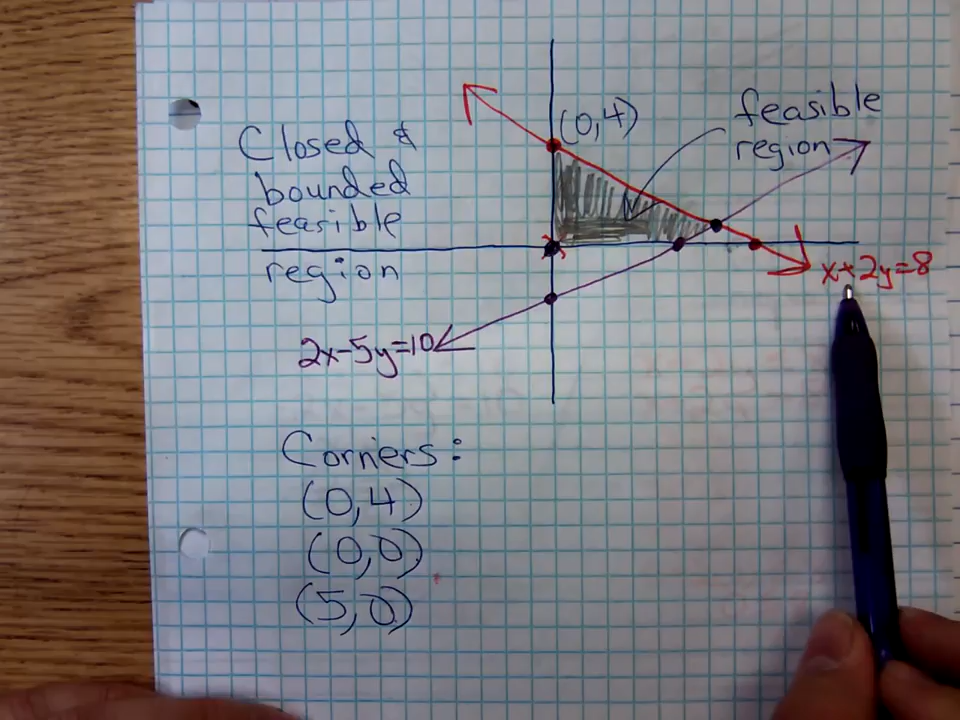 Closed &
bounded
feasible
region
(0,4)
feasible
region
x+2y=8
2x-5y=10
Corners:
(0,4)
(0,0)
(5,0)